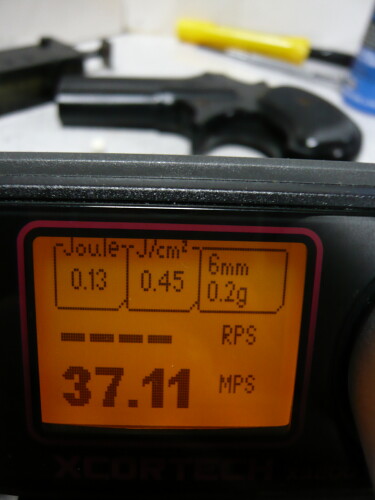 Joule J/cm²
0.13 0.45 6mm
0.2g
---- RPS
37.11 MPS
XCORTECH